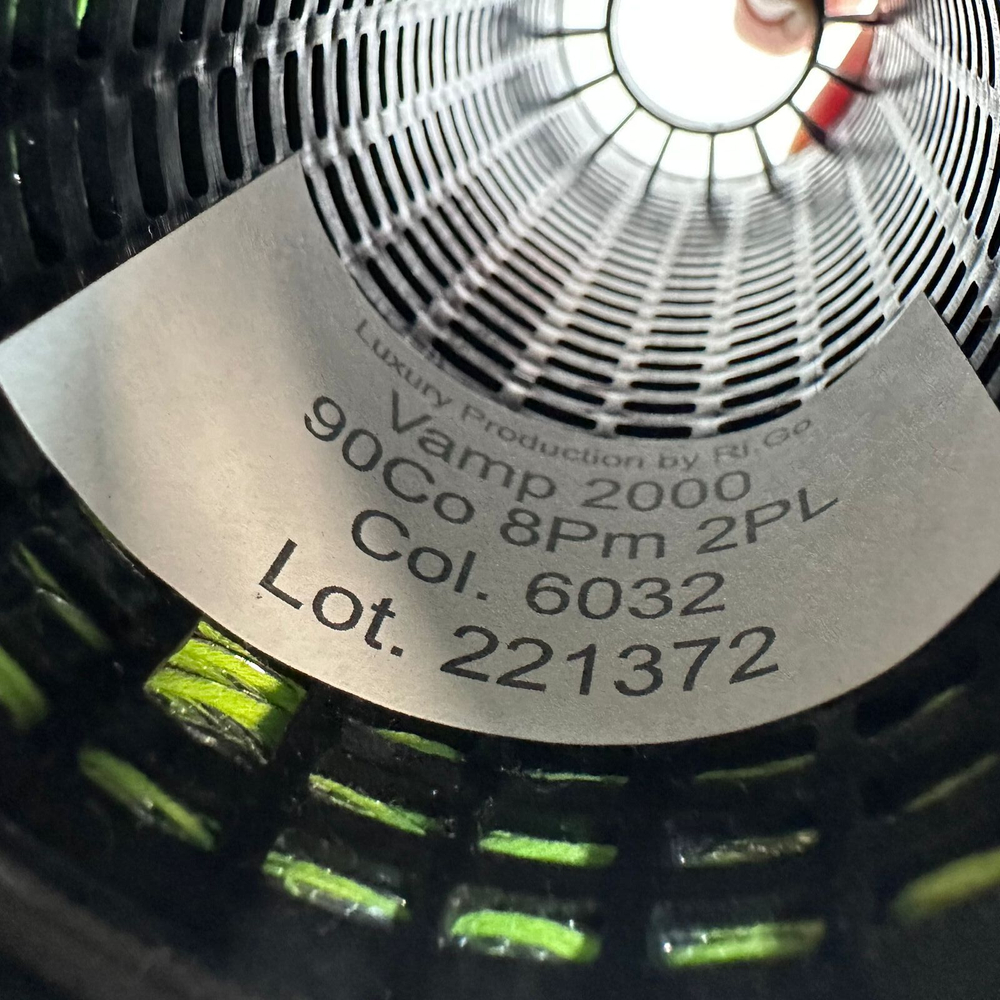 Luxury Production by Ri.Go
Vamp 2000
90Co 8Pm 2PL
Col. 6032
Lot. 221372